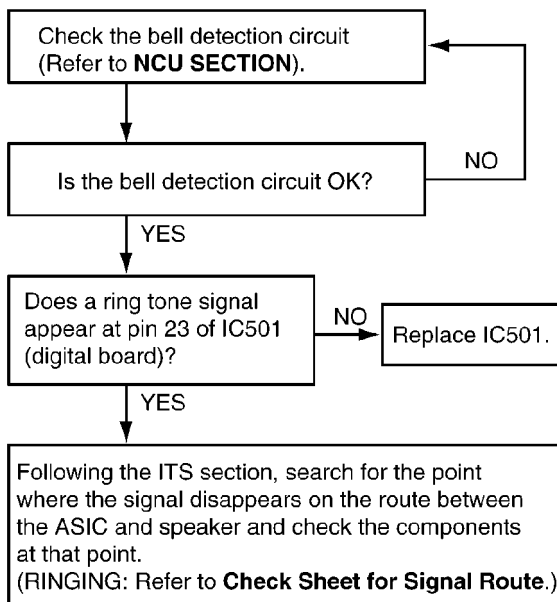 Check the bell detection circuit
(Refer to NCU SECTION).
NO
Is the bell detection circuit OK?
YES
Does a ring tone signal
appear at pin 23 of IC501
(digital board)?
NO
Replace IC501.
YES
Following the ITS section, search for the point
where the signal disappears on the route between
the ASIC and speaker and check the components
at that point.
(RINGING: Refer to Check Sheet for Signal Route.)